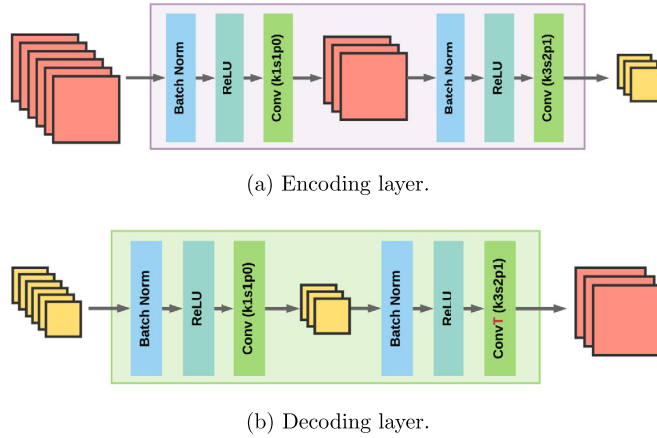 Batch Norm
ReLU
Conv (k1s1p0)
Batch Norm
ReLU
Conv (k3s2p1)
(a) Encoding layer.
Batch Norm
ReLU
Conv (k1s1p0)
Batch Norm
ReLU
ConvT (k3s2p1)
(b) Decoding layer.